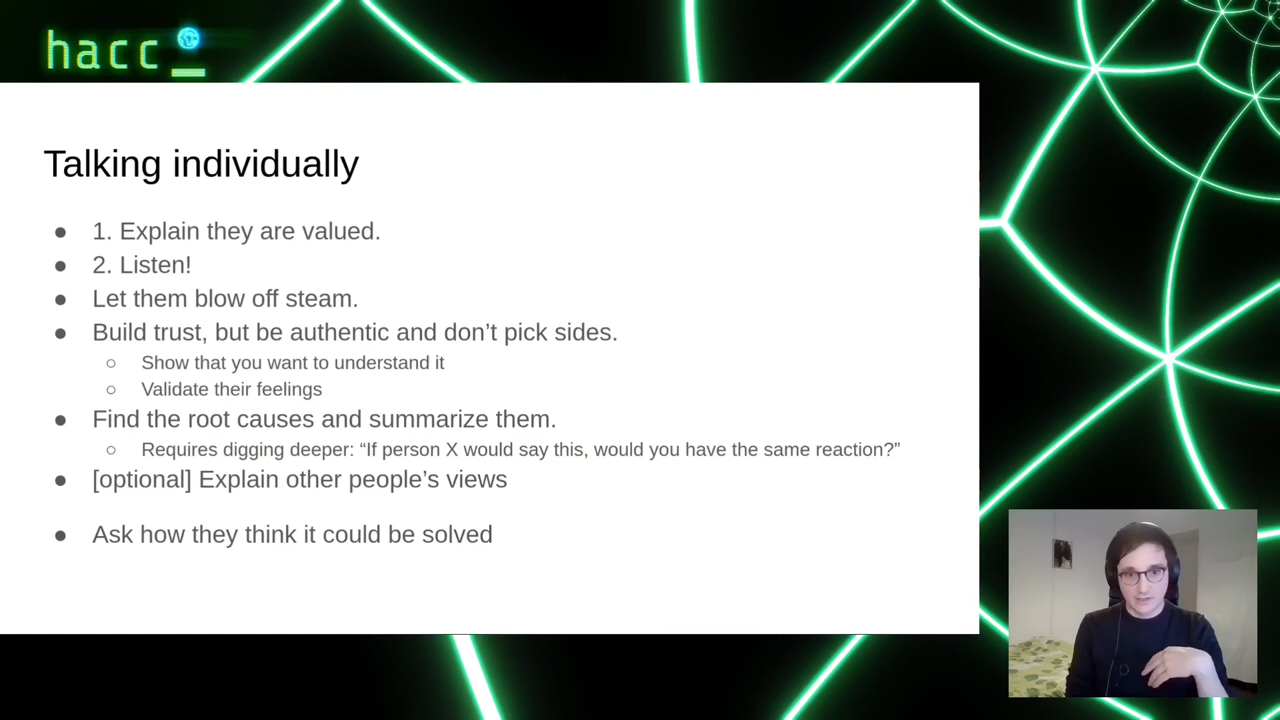 hacc_
Talking individually
● 1. Explain they are valued.
● 2. Listen!
● Let them blow off steam.
● Build trust, but be authentic and don’t pick sides.
○ Show that you want to understand it
○ Validate their feelings
● Find the root causes and summarize them.
○ Requires digging deeper: “If person X would say this, would you have the same reaction?”
● [optional] Explain other people’s views
● Ask how they think it could be solved